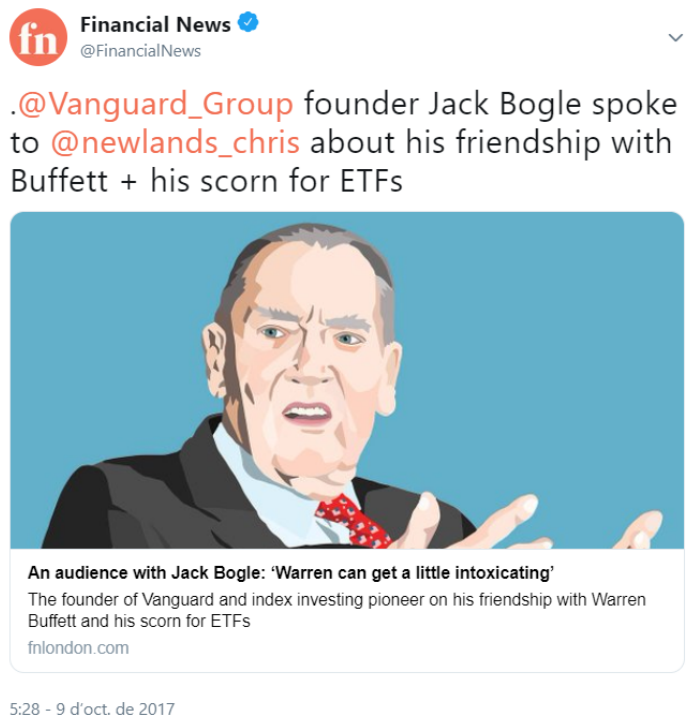 fn
Financial News
@FinancialNews
.@Vanguard_Group founder Jack Bogle spoke
to @newlands_chris about his friendship with
Buffett + his scorn for ETFs
An audience with Jack Bogle: ‘Warren can get a little intoxicating’
The founder of Vanguard and index investing pioneer on his friendship with Warren
Buffett and his scorn for ETFs
fnlondon.com
5:28 - 9 d’oct. de 2017